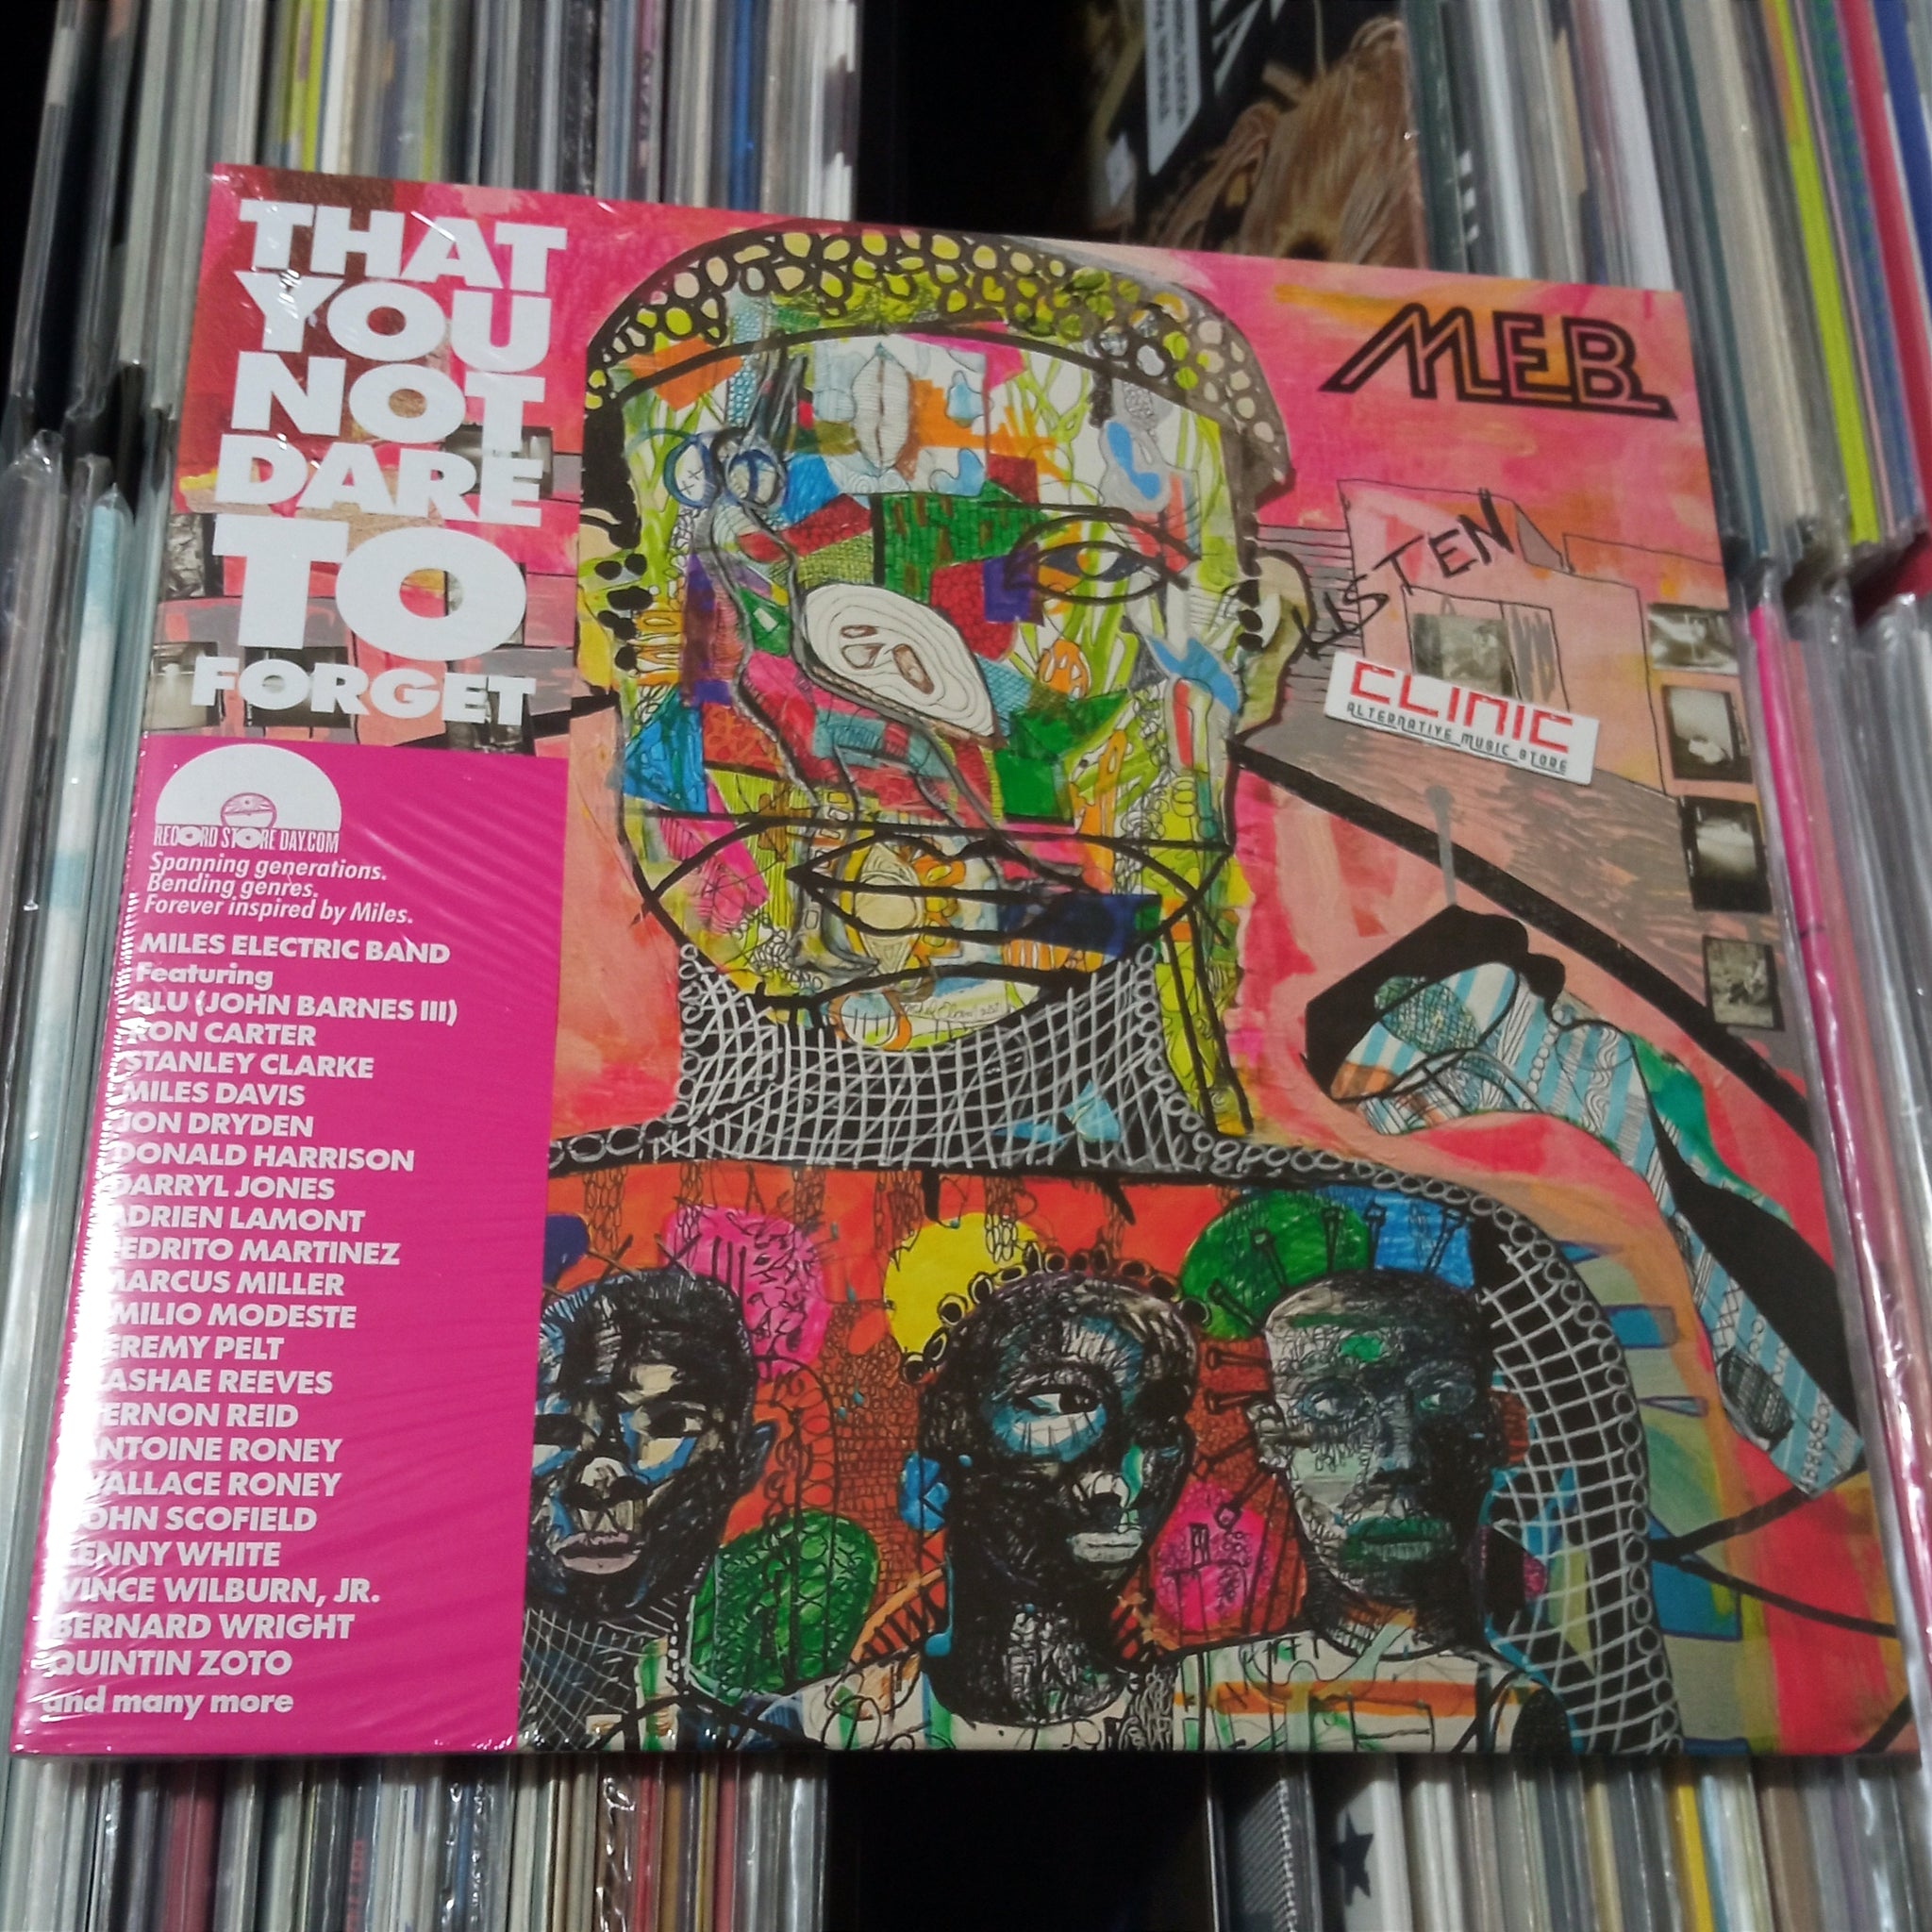 THAT
YOU
NOT
DARE
TO
FORGET
MEB
LISTEN
CLINIC
ALTERNATIVE MUSIC STORE
RECORD STORE DAY.COM
Spanning generations.
Bending genres.
Forever inspired by Miles.
MILES ELECTRIC BAND
Featuring
BLU (JOHN BARNES III)
RON CARTER
STANLEY CLARKE
MILES DAVIS
JON DRYDEN
DONALD HARRISON
DARRYL JONES
ADRIEN LAMONT
PEDRITO MARTINEZ
MARCUS MILLER
EMILIO MODESTE
JEREMY PELT
REEVES
VERNON REID
ANTOINE RONEY
WALLACE RONEY
JOHN SCOFIELD
LENNY WHITE
VINCE WILBURN, JR.
BERNARD WRIGHT
QUINTIN ZOTO
and many more